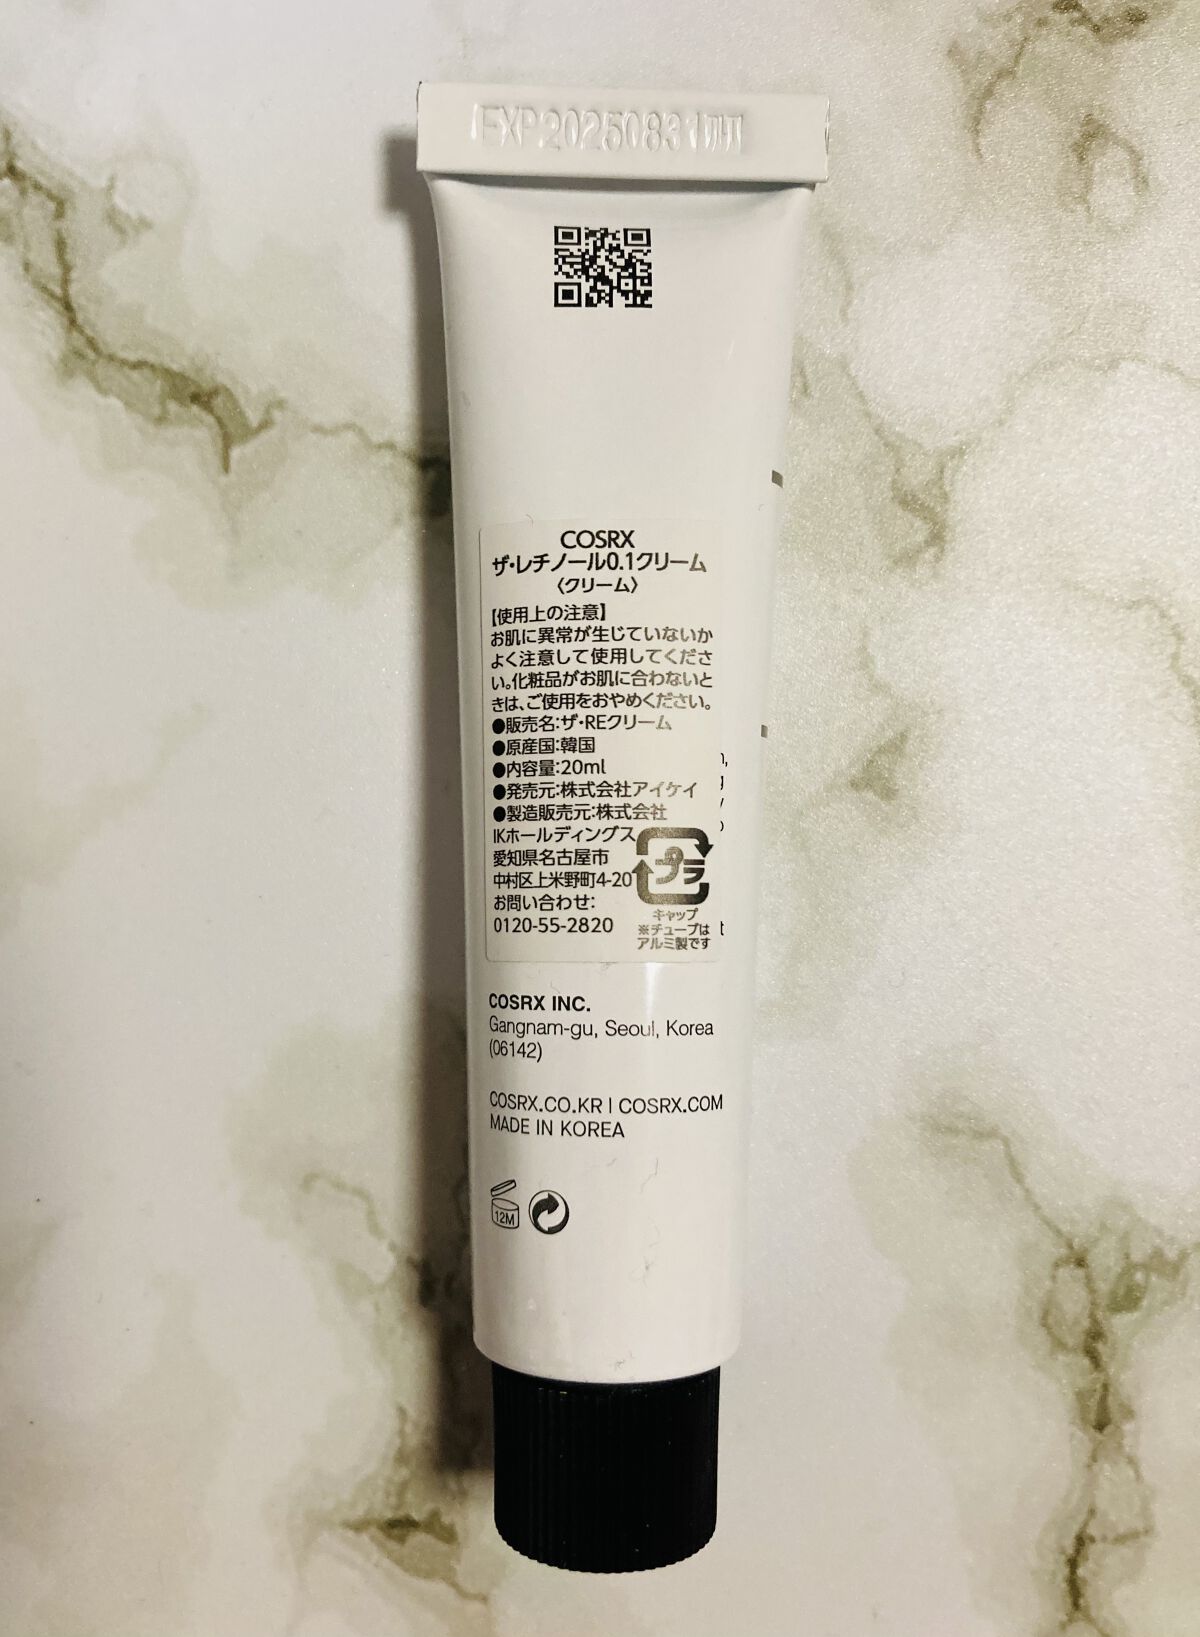 EXP20250831
COSRX
ザ・レチノール0.1クリーム
〈クリーム〉
【使用上の注意】
お肌に異常が生じていないか
よく注意して使用してくださ
い。化粧品がお肌に合わないと
きは、ご使用をおやめください。
●販売名:ザ・REクリーム
●原産国:韓国
●内容量:20ml
●発売元:株式会社アイケイ
●製造販売元:株式会社
IKホールディングス
愛知県名古屋市
中村区上米野町4-20
お問い合わせ:
0120-55-2820
プラ
キャップ
※チューブは
アルミ製です
COSRX INC.
Gangnam-gu, Seoul, Korea
(06142)
COSRX.CO.KR | COSRX.COM
MADE IN KOREA
12M